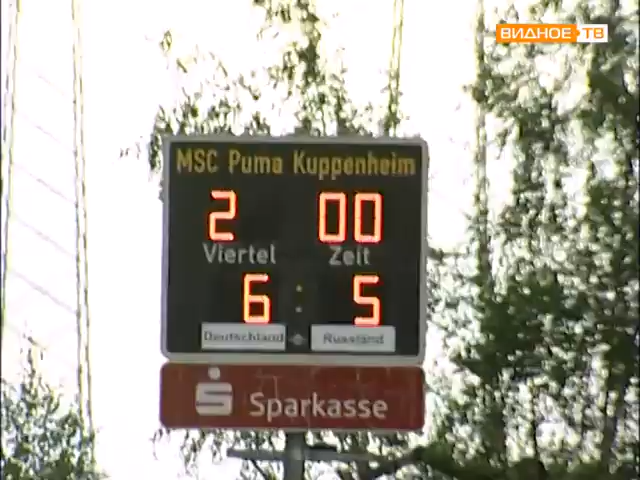 ВИДНОЕ ТВ
MSC Puma Kuppenheim
2 00
Viertel Zeit
6 : 5
Deutschland Russland
Sparkasse